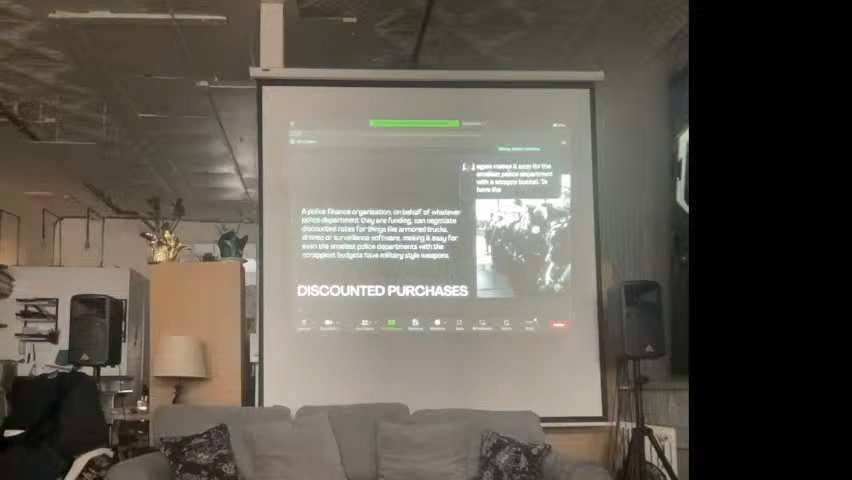 again makes it easy for the
smallest police department
with a scrappy bucket. To
have the
A police finance organization, on behalf of whatever
police department they are funding, can negotiate
discounted rates for things like armored trucks,
drones or surveillance software, making it easy for
even the smallest police departments with the
scrappiest budgets have military style weapons.
DISCOUNTED PURCHASES